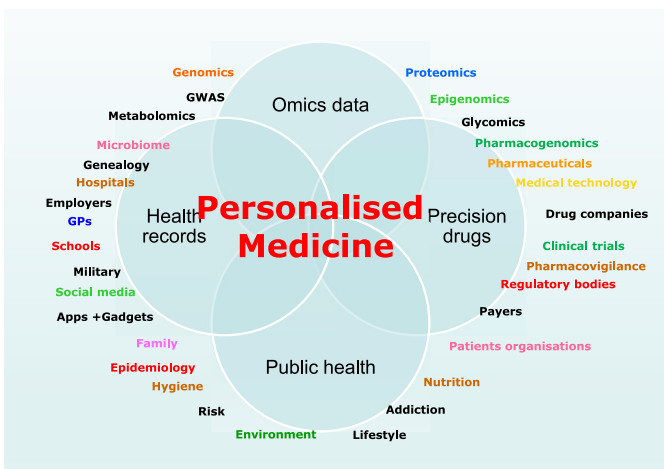 Genomics
Proteomics
GWAS
Epigenomics
Omics data
Metabolomics
Glycomics
Microbiome
Pharmacogenomics
Genealogy
Pharmaceuticals
Hospitals
Medical technology
Employers
Drug companies
GPs
Health
records
Personalised
Medicine
Precision
drugs
Schools
Clinical trials
Military
Pharmacovigilance
Social media
Regulatory bodies
Apps +Gadgets
Payers
Family
Patients organisations
Epidemiology
Public health
Hygiene
Nutrition
Risk
Addiction
Environment
Lifestyle